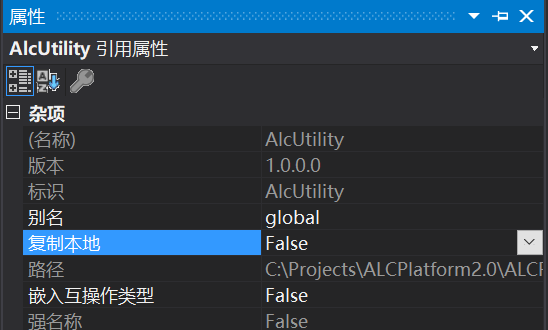 属性
AlcUtility 引用属性
杂项
(名称) AlcUtility
版本 1.0.0.0
标识 AlcUtility
别名 global
复制本地 False
路径 C:\Projects\ALCPlatform2.0\ALCP
嵌入互操作类型 False
强名称 False